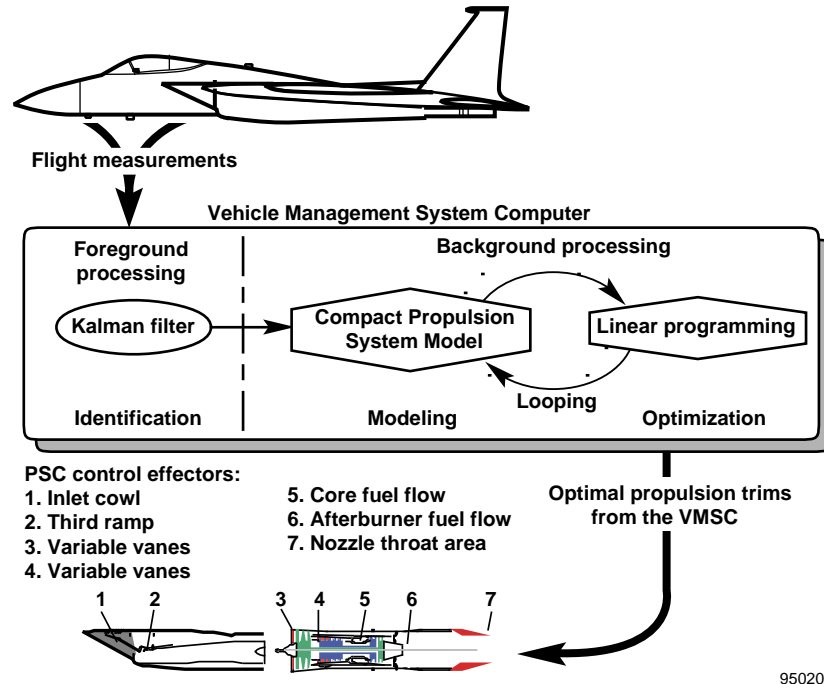 Flight measurements
Vehicle Management System Computer
Foreground
processing
Background processing
Kalman filter
Compact Propulsion
System Model
Linear programming
Looping
Identification
Modeling
Optimization
PSC control effectors:
1. Inlet cowl
2. Third ramp
3. Variable vanes
4. Variable vanes
5. Core fuel flow
6. Afterburner fuel flow
7. Nozzle throat area
Optimal propulsion trims
from the VMSC
1 2 3 4 5 6 7
95020